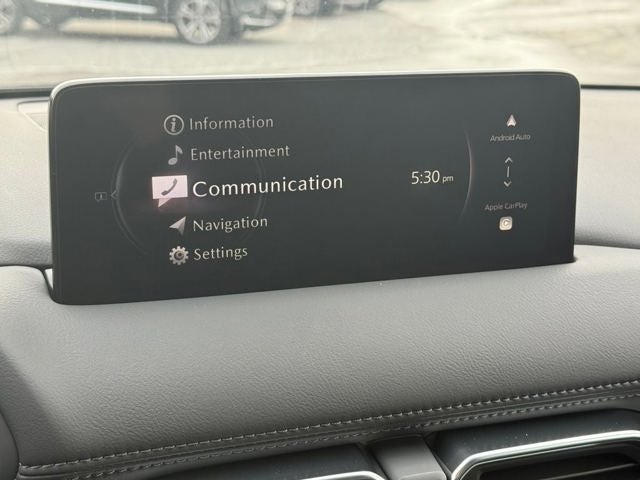 Information
Entertainment
Communication
Navigation
Settings
5:30 pm
Android Auto
Apple CarPlay